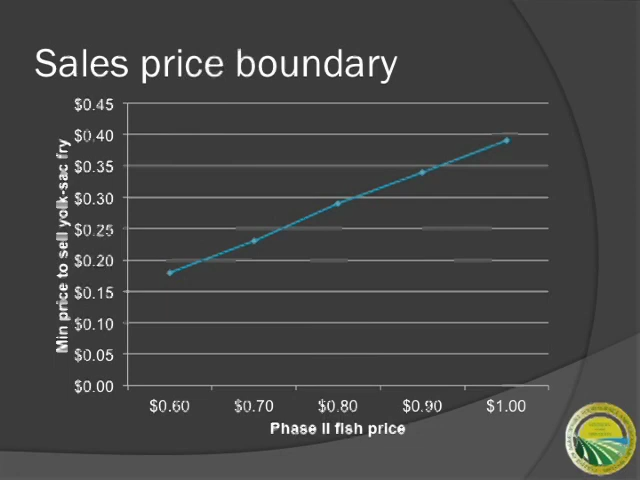 Sales price boundary
$0.45
$0.40
$0.35
$0.30
$0.25
$0.20
$0.15
$0.10
$0.05
$0.00
Min price to sell yolk-sac fry
$0.60 $0.70 $0.80 $0.90 $1.00
Phase II fish price